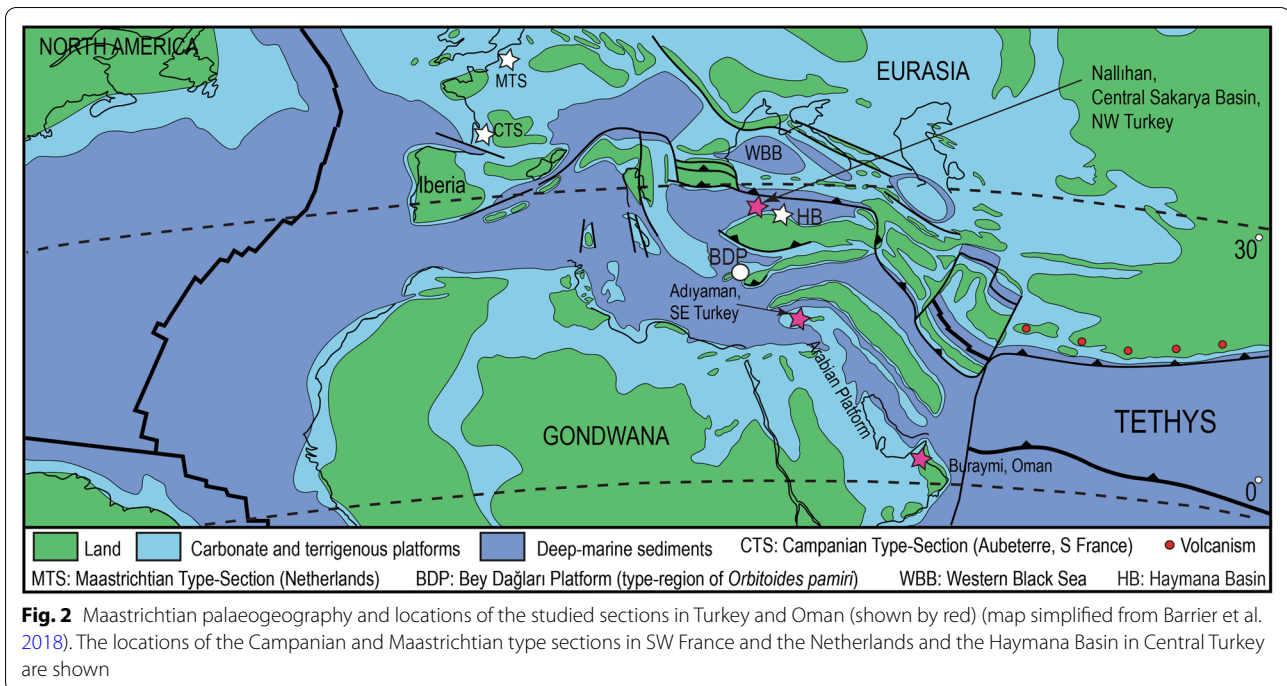 NORTH AMERICA
MTS
EURASIA
Nallıhan,
Central Sakarya Basin,
NW Turkey
CTS
WBB
Iberia
HB
30°
BDP
Adıyaman,
SE Turkey
Arabian Platform
GONDWANA
TETHYS
Buraymi, Oman
0°
Land
Carbonate and terrigenous platforms
Deep-marine sediments
CTS: Campanian Type-Section (Aubeterre, S France)
Volcanism
MTS: Maastrichtian Type-Section (Netherlands)
BDP: Bey Dağları Platform (type-region of Orbitoides pamiri)
WBB: Western Black Sea
HB: Haymana Basin
Fig. 2 Maastrichtian palaeogeography and locations of the studied sections in Turkey and Oman (shown by red) (map simplified from Barrier et al.
2018). The locations of the Campanian and Maastrichtian type sections in SW France and the Netherlands and the Haymana Basin in Central Turkey
are shown